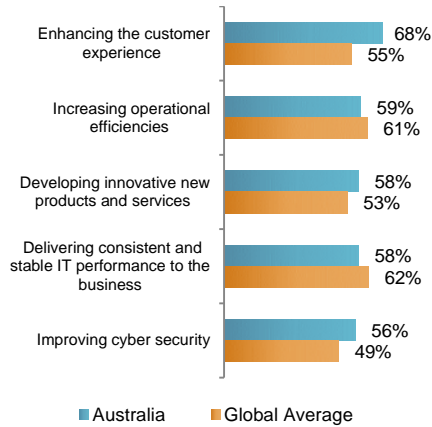 Enhancing the customer
experience
68%
55%
Increasing operational
efficiencies
59%
61%
Developing innovative new
products and services
58%
53%
Delivering consistent and
stable IT performance to the
business
58%
62%
Improving cyber security
56%
49%
Australia
Global Average